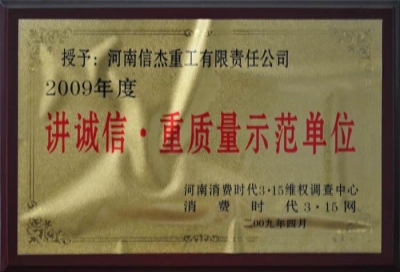 授予：河南信杰重工有限责任公司
2009年度
讲诚信·重质量示范单位
河南消费时代3·15维权调查中心
消费时代3·15网
二00九年四月